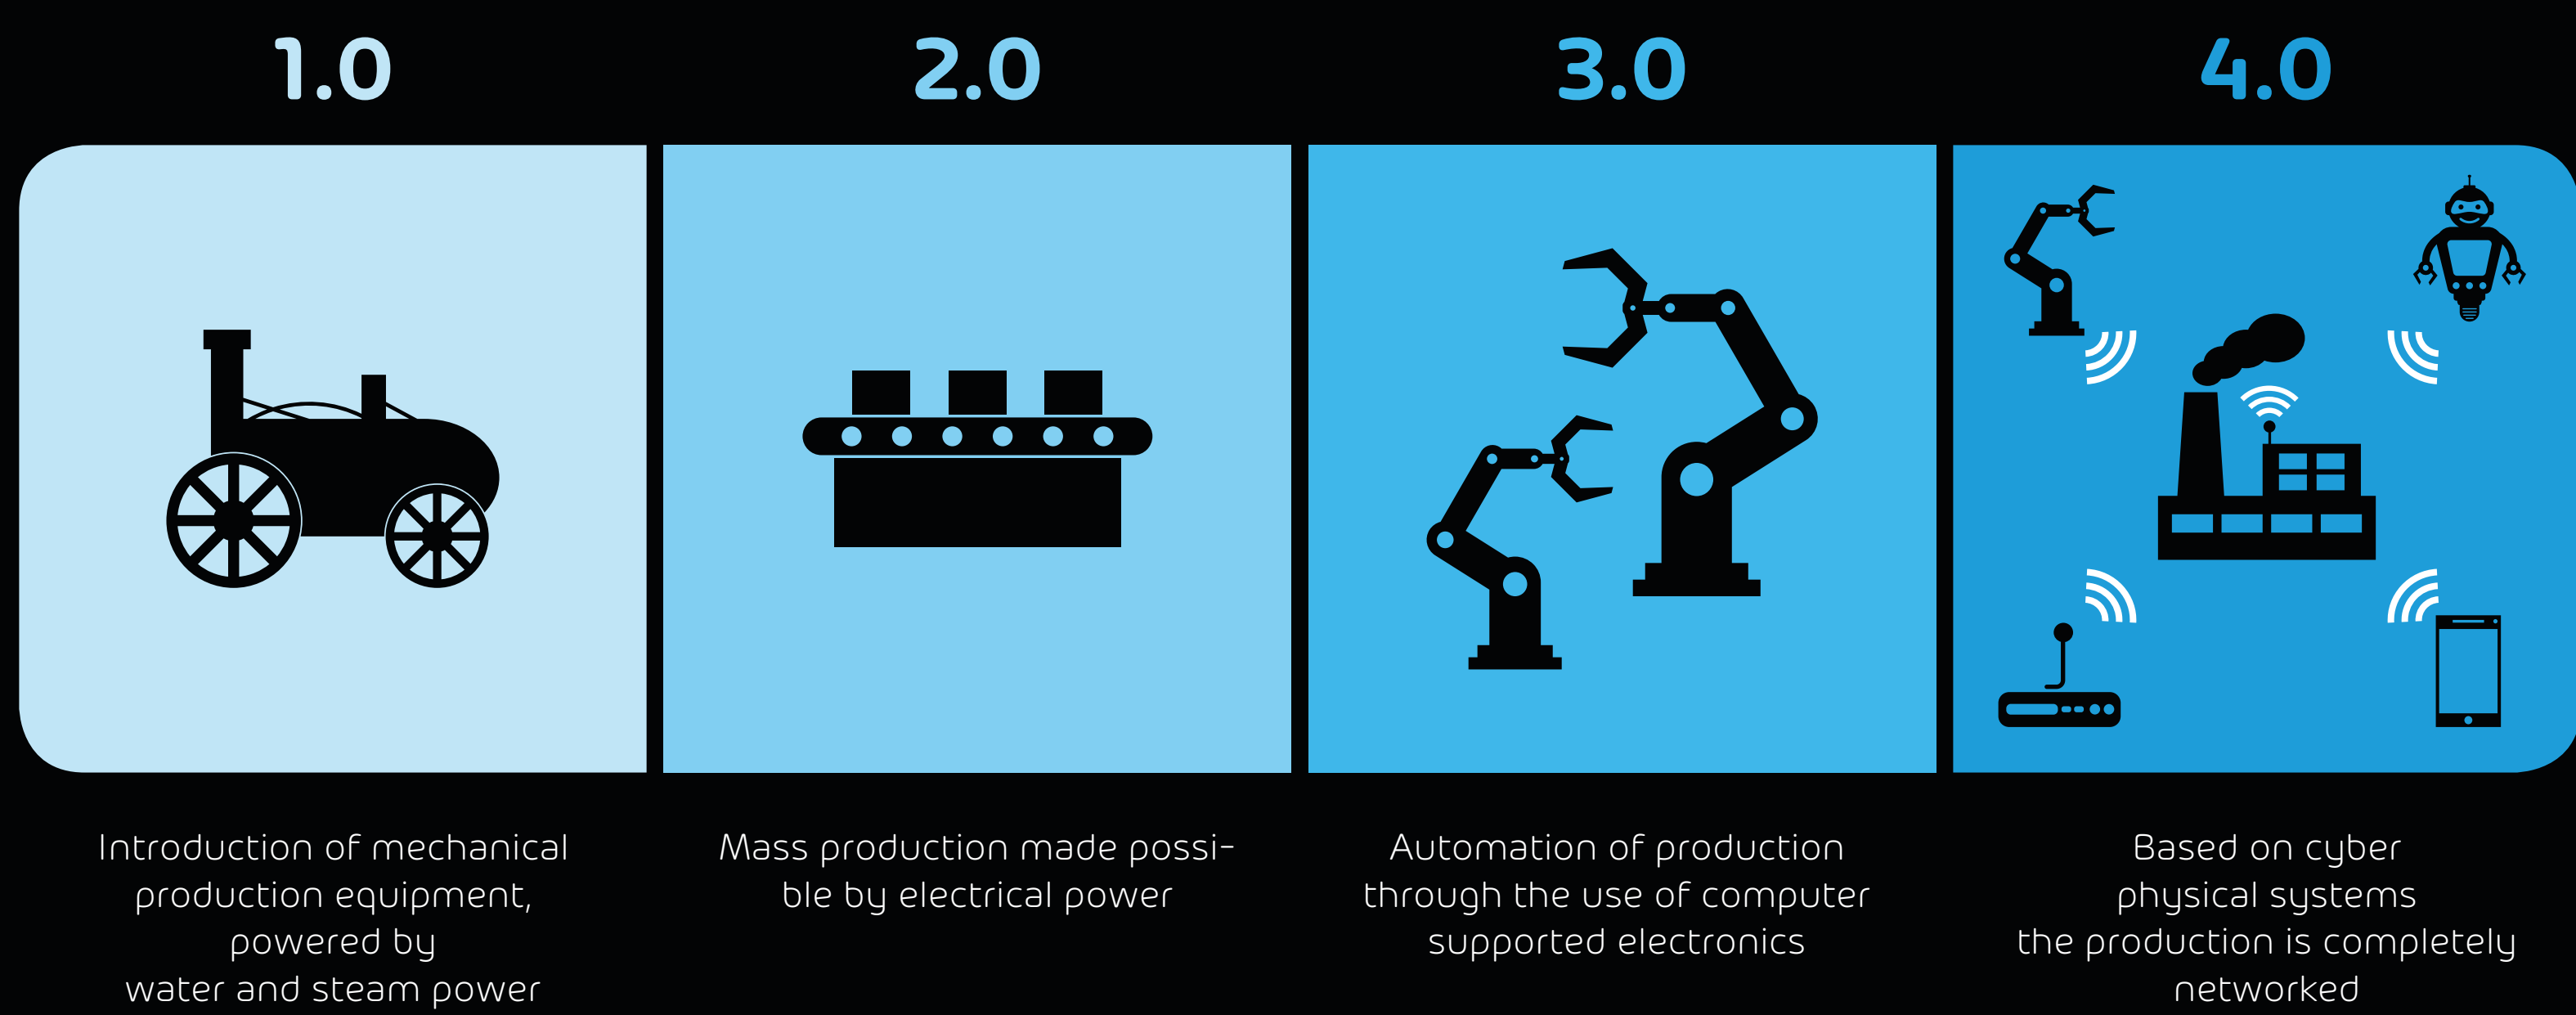 1.0
2.0
3.0
4.0
Introduction of mechanical
production equipment,
powered by
water and steam power
Mass production made possi-
ble by electrical power
Automation of production
through the use of computer
supported electronics
Based on cyber
physical systems
the production is completely
networked